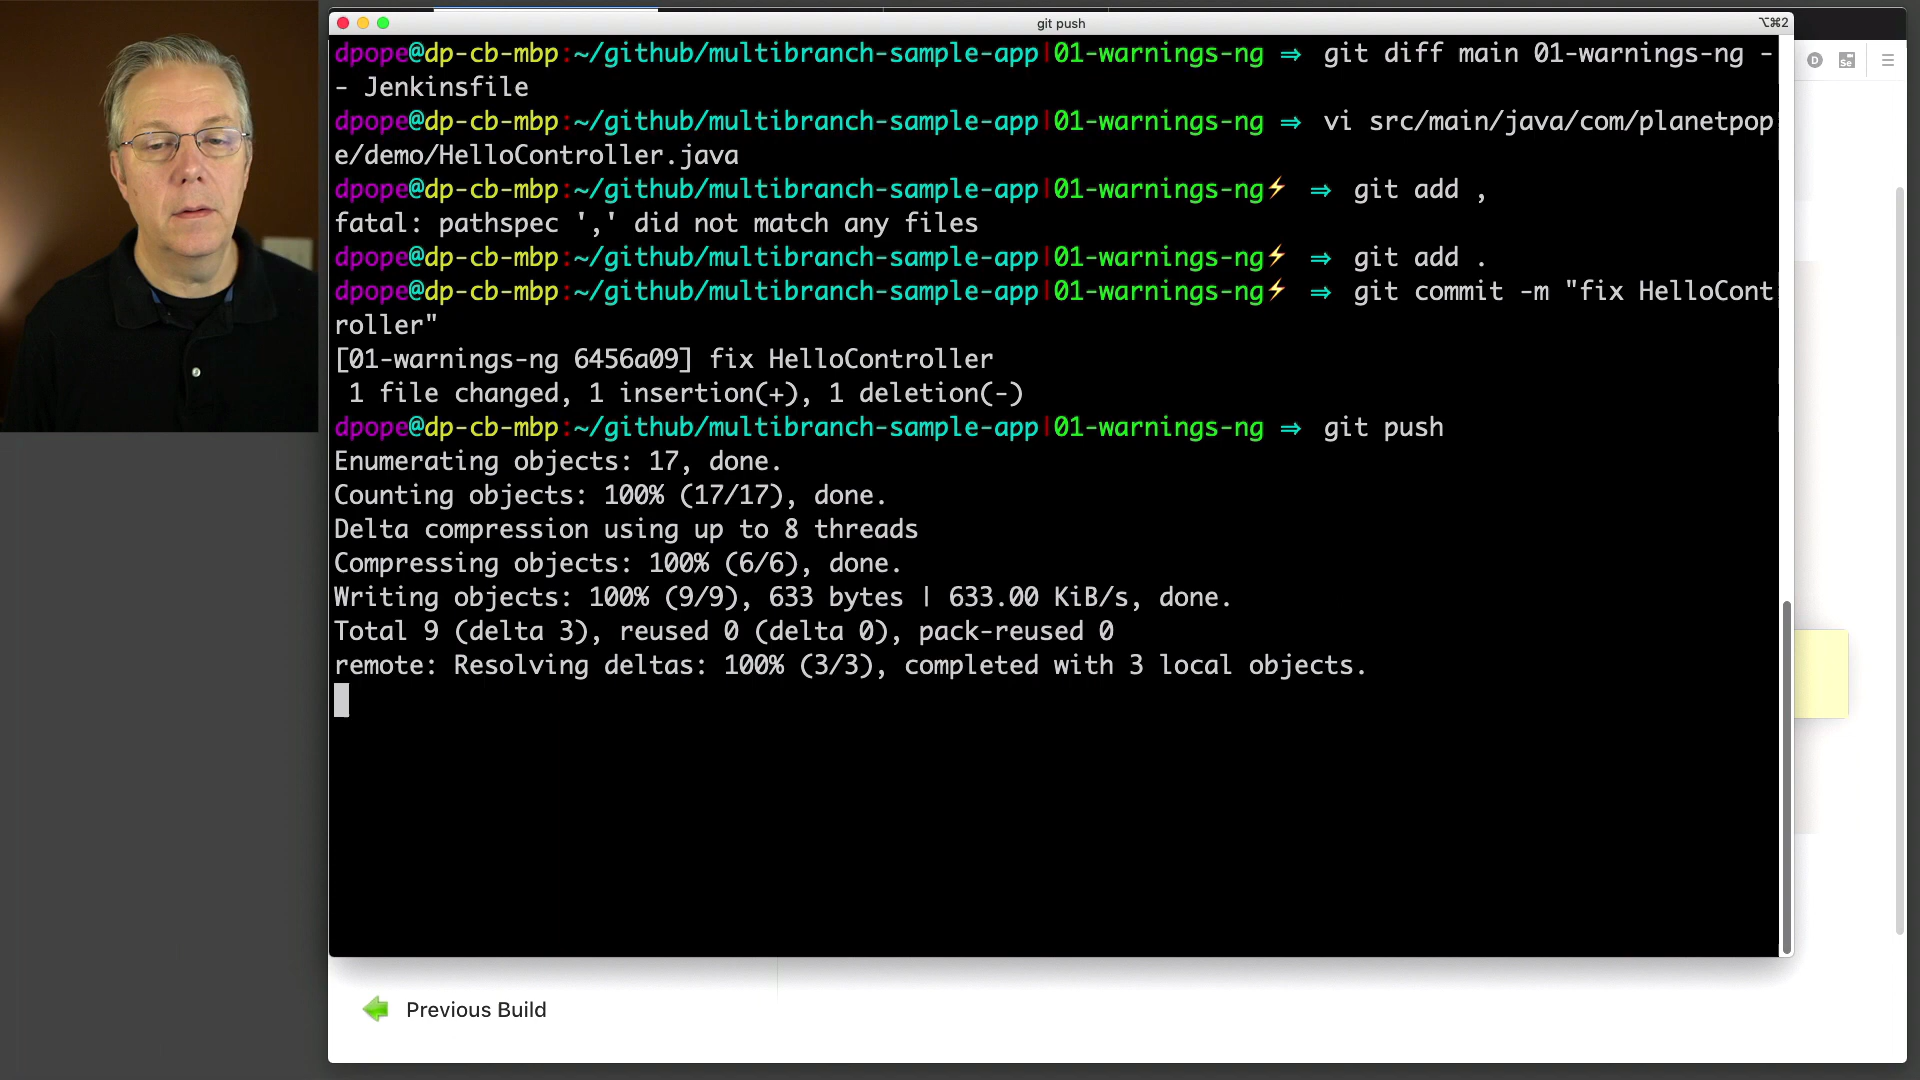 git push
⌥⌘2
dpope@dp-cb-mbp:~/github/multibranch-sample-app|01-warnings-ng ⇒ git diff main 01-warnings-ng -
- Jenkinsfile
dpope@dp-cb-mbp:~/github/multibranch-sample-app|01-warnings-ng ⇒ vi src/main/java/com/planetpop
e/demo/HelloController.java
dpope@dp-cb-mbp:~/github/multibranch-sample-app|01-warnings-ng⚡ ⇒ git add ,
fatal: pathspec ',' did not match any files
dpope@dp-cb-mbp:~/github/multibranch-sample-app|01-warnings-ng⚡ ⇒ git add .
dpope@dp-cb-mbp:~/github/multibranch-sample-app|01-warnings-ng⚡ ⇒ git commit -m "fix HelloCont
roller"
[01-warnings-ng 6456a09] fix HelloController
1 file changed, 1 insertion(+), 1 deletion(-)
dpope@dp-cb-mbp:~/github/multibranch-sample-app|01-warnings-ng ⇒ git push
Enumerating objects: 17, done.
Counting objects: 100% (17/17), done.
Delta compression using up to 8 threads
Compressing objects: 100% (6/6), done.
Writing objects: 100% (9/9), 633 bytes | 633.00 KiB/s, done.
Total 9 (delta 3), reused 0 (delta 0), pack-reused 0
remote: Resolving deltas: 100% (3/3), completed with 3 local objects.
D
Se
Previous Build